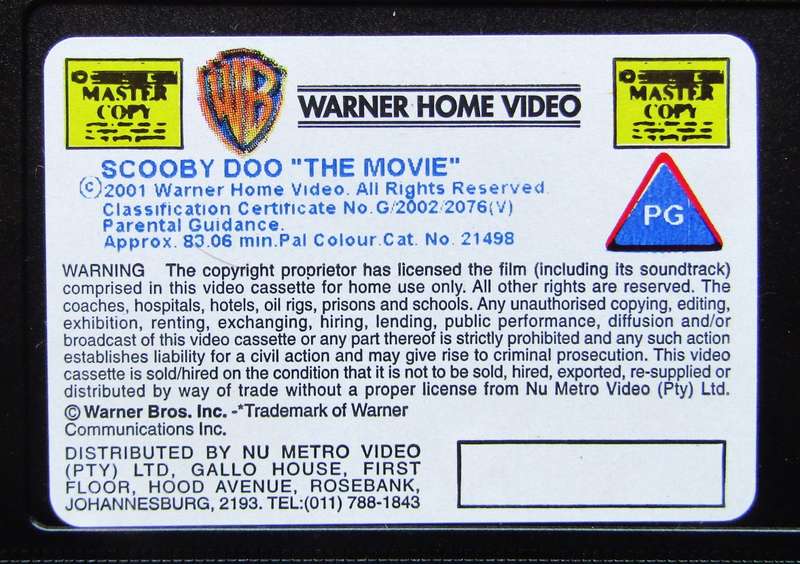 MASTER
COPY
WB
WARNER HOME VIDEO
MASTER
COPY
SCOOBY DOO "THE MOVIE"
©2001 Warner Home Video. All Rights Reserved.
Classification Certificate No.G/2002/2076(V)
Parental Guidance.
Approx. 83.06 min.Pal Colour.Cat. No. 21498
PG
WARNING The copyright proprietor has licensed the film (including its soundtrack)
comprised in this video cassette for home use only. All other rights are reserved. The
coaches, hospitals, hotels, oil rigs, prisons and schools. Any unauthorised copying, editing,
exhibition, renting, exchanging, hiring, lending, public performance, diffusion and/or
broadcast of this video cassette or any part thereof is strictly prohibited and any such action
establishes liability for a civil action and may give rise to criminal prosecution. This video
cassette is sold/hired on the condition that it is not to be sold, hired, exported, re-supplied or
distributed by way of trade without a proper license from Nu Metro Video (Pty) Ltd.
© Warner Bros. Inc. -*Trademark of Warner
Communications Inc.
DISTRIBUTED BY NU METRO VIDEO
(PTY) LTD, GALLO HOUSE, FIRST
FLOOR, HOOD AVENUE, ROSEBANK,
JOHANNESBURG, 2193. TEL:(011) 788-1843